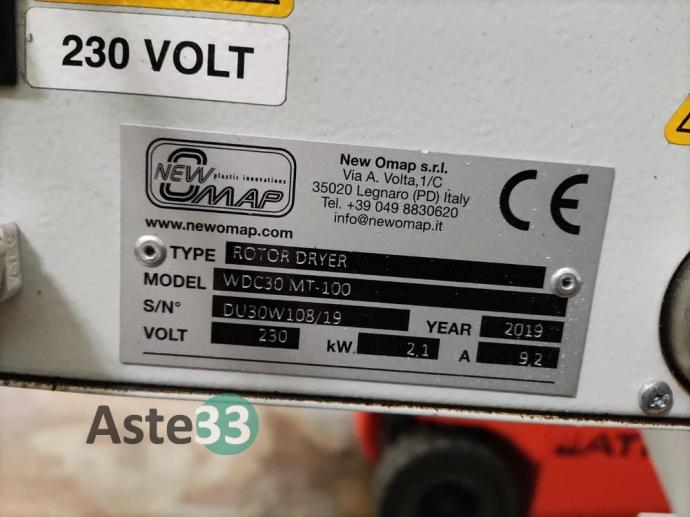 230 VOLT
NEW
plastic innovations
OMAP
www.newomap.com
New Omap s.r.l.
Via A. Volta,1/C
35020 Legnaro (PD) Italy
Tel. +39 049 8830620
info@newomap.it
CE
TYPE ROTOR DRYER
MODEL WDC30 MT-100
S/N° DU30W108/19 YEAR 2019
VOLT 230 kW. 2,1 A 9,2
Aste33